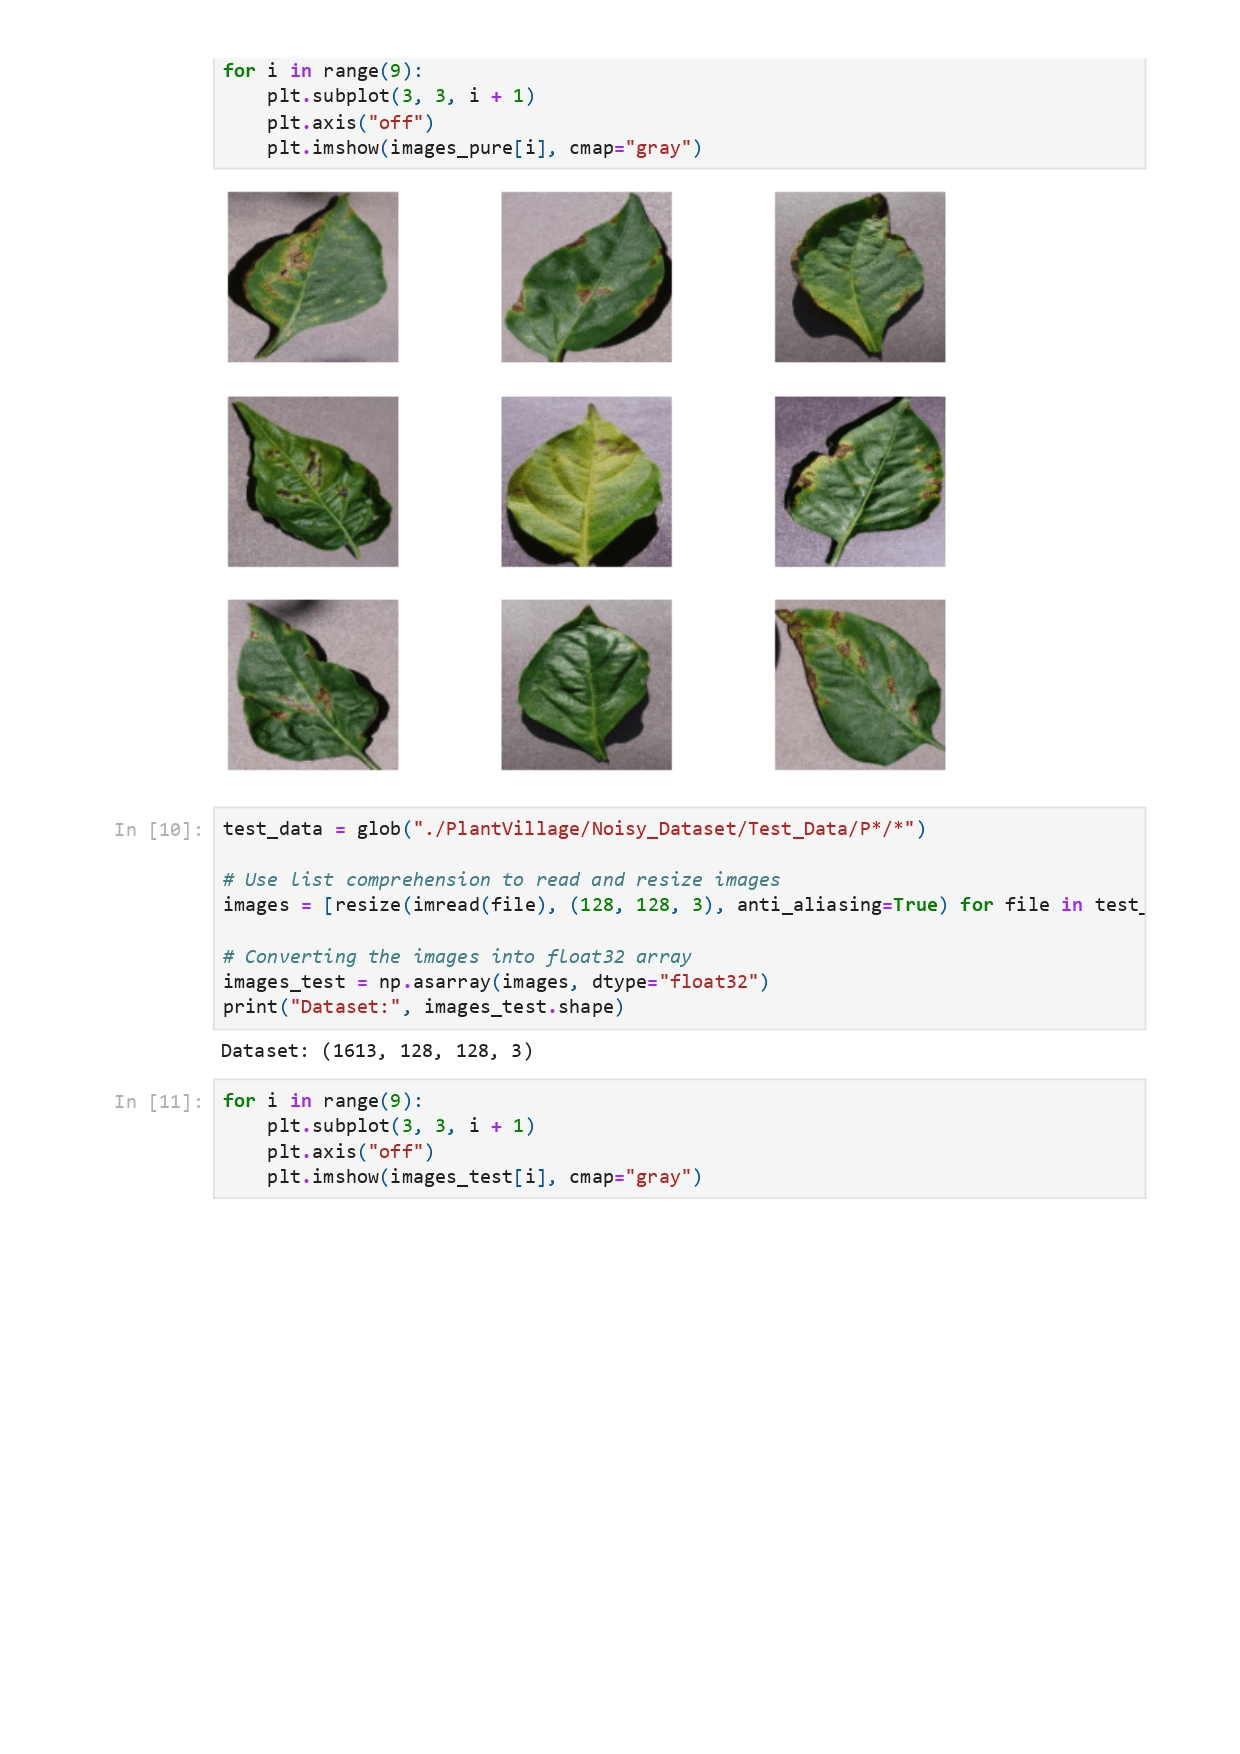 for i in range(9):
    plt.subplot(3, 3, i + 1)
    plt.axis("off")
    plt.imshow(images_pure[i], cmap="gray")
In [10]:
test_data = glob("./PlantVillage/Noisy_Dataset/Test_Data/P*/*")
# Use list comprehension to read and resize images
images = [resize(imread(file), (128, 128, 3), anti_aliasing=True) for file in test_
# Converting the images into float32 array
images_test = np.asarray(images, dtype="float32")
print("Dataset:", images_test.shape)
Dataset: (1613, 128, 128, 3)
In [11]:
for i in range(9):
    plt.subplot(3, 3, i + 1)
    plt.axis("off")
    plt.imshow(images_test[i], cmap="gray")